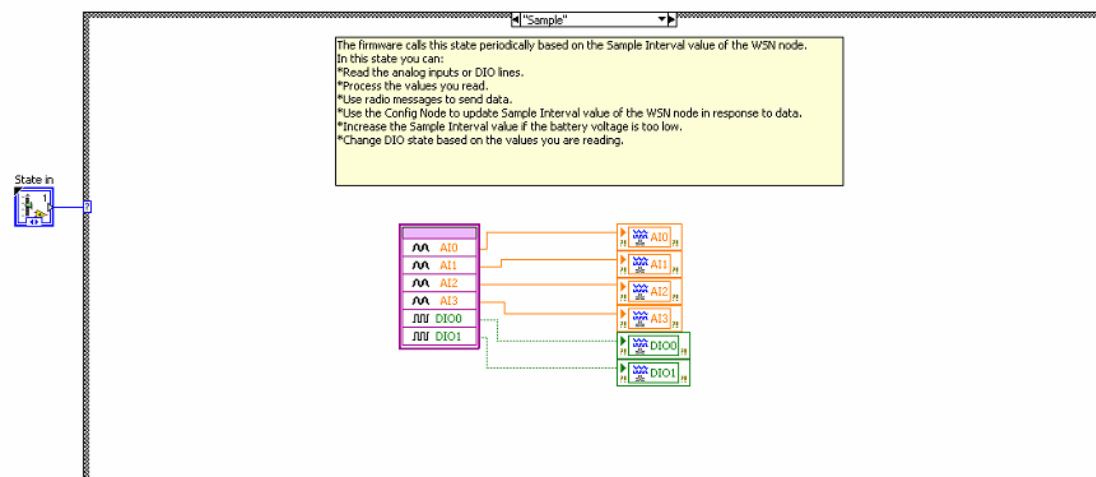 "Sample"
The firmware calls this state periodically based on the Sample Interval value of the WSN node.
In this state you can:
*Read the analog inputs or DIO lines.
*Process the values you read.
*Use radio messages to send data.
*Use the Config Node to update Sample Interval value of the WSN node in response to data.
*Increase the Sample Interval value if the battery voltage is too low.
*Change DIO state based on the values you are reading.
State in
1
?
AI0
AI1
AI2
AI3
DIO0
DIO1
?! AI0 ?!
?! AI1 ?!
?! AI2 ?!
?! AI3 ?!
?! DIO0 ?!
?! DIO1 ?!